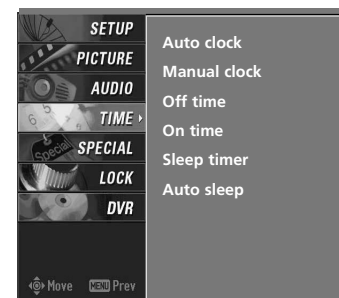 SETUP
PICTURE
AUDIO
TIME
SPECIAL
LOCK
DVR
Auto clock
Manual clock
Off time
On time
Sleep timer
Auto sleep
Special
Move MENU Prev